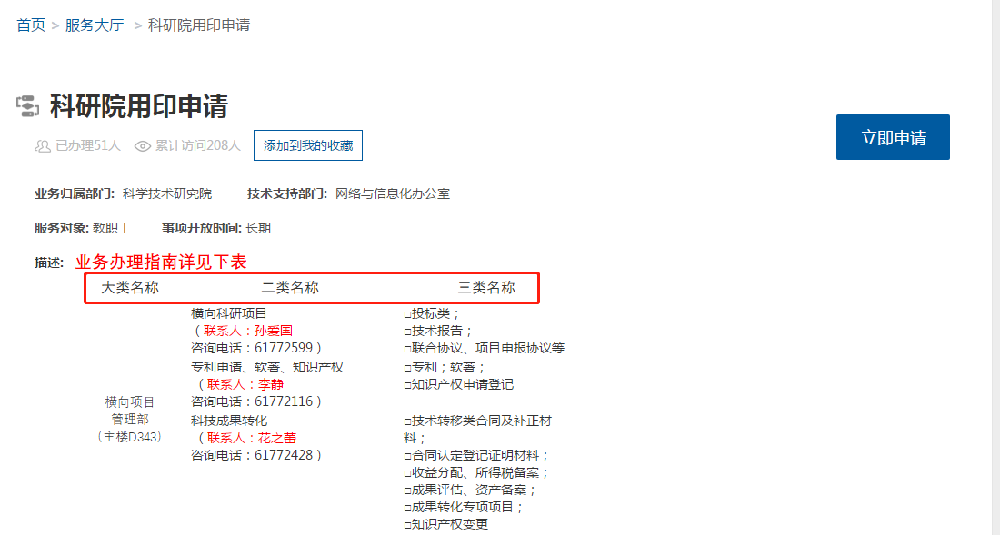 首页 > 服务大厅 > 科研院用印申请
科研院用印申请
立即申请
已办理51人 累计访问208人 添加到我的收藏
业务归属部门: 科学技术研究院 技术支持部门: 网络与信息化办公室
服务对象: 教职工 事项开放时间: 长期
描述: 业务办理指南详见下表
大类名称 二类名称 三类名称
横向项目
管理部
（主楼D343）
横向科研项目
（联系人：孙爱国
咨询电话：61772599）
□投标类；
□技术报告；
□联合协议、项目申报协议等
专利申请、软著、知识产权
（联系人：李静
咨询电话：61772116）
□专利；软著；
□知识产权申请登记
科技成果转化
（联系人：花之蕾
咨询电话：61772428）
□技术转移类合同及补正材
料；
□合同认定登记证明材料；
□收益分配、所得税备案；
□成果评估、资产备案；
□成果转化专项项目；
□知识产权变更